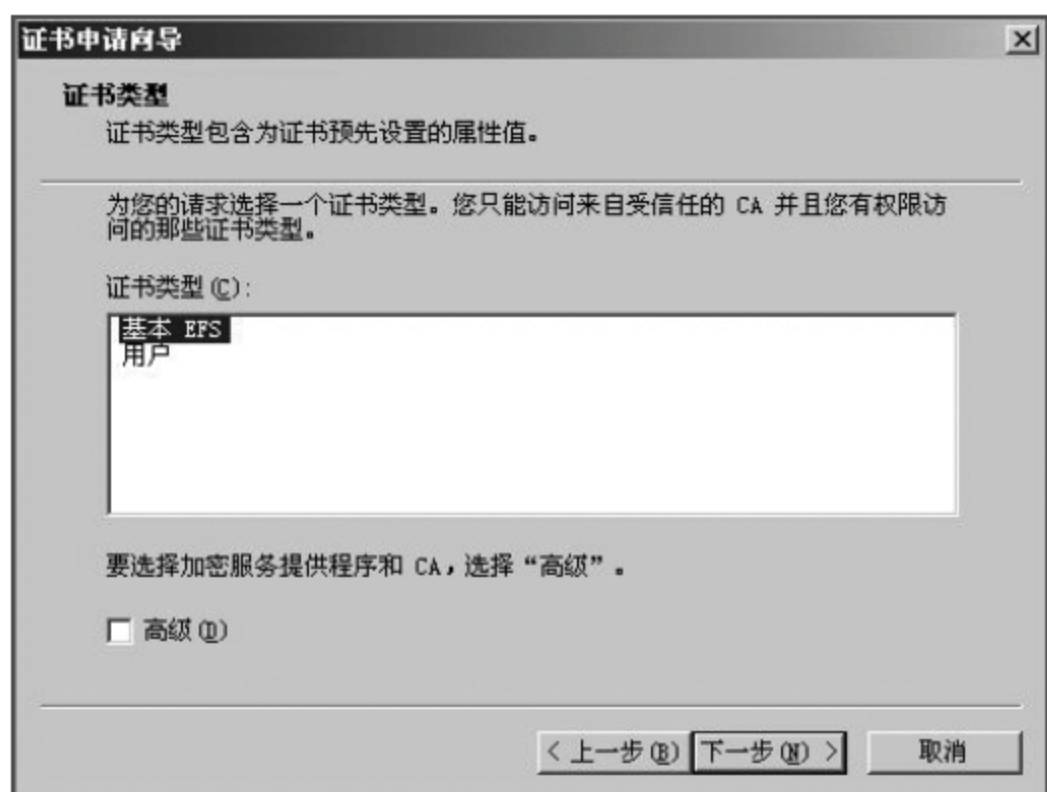 证书申请向导
证书类型
证书类型包含为证书预先设置的属性值。
为您的请求选择一个证书类型。您只能访问来自受信任的 CA 并且您有权限访
问的那些证书类型。
证书类型(C):
基本 EFS
用户
要选择加密服务提供程序和 CA，选择“高级”。
高级(D)
< 上一步(B) 下一步(N) > 取消